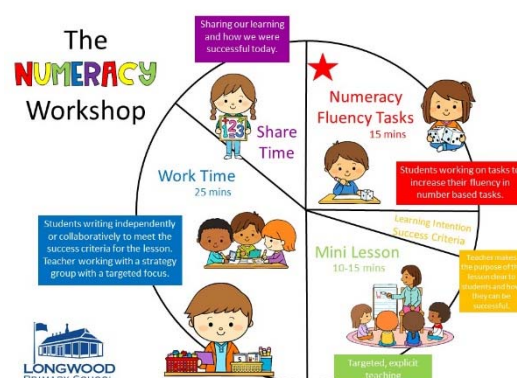 The
NUMERACY
Workshop
Sharing our learning
and how we were
successful today.
Share
Time
123
Numeracy
Fluency Tasks
15 mins
Students working on tasks to
increase their fluency in
number based tasks.
Work Time
25 mins
Students writing independently
or collaboratively to meet the
success criteria for the lesson.
Teacher working with a strategy
group with a targeted focus.
Learning Intention
Success Criteria
Teacher makes
the purpose of the
lesson clear to
students and how
they can be
successful.
Mini Lesson
10-15 mins
Targeted, explicit
teaching
LONGWOOD
PRIMARY SCHOOL